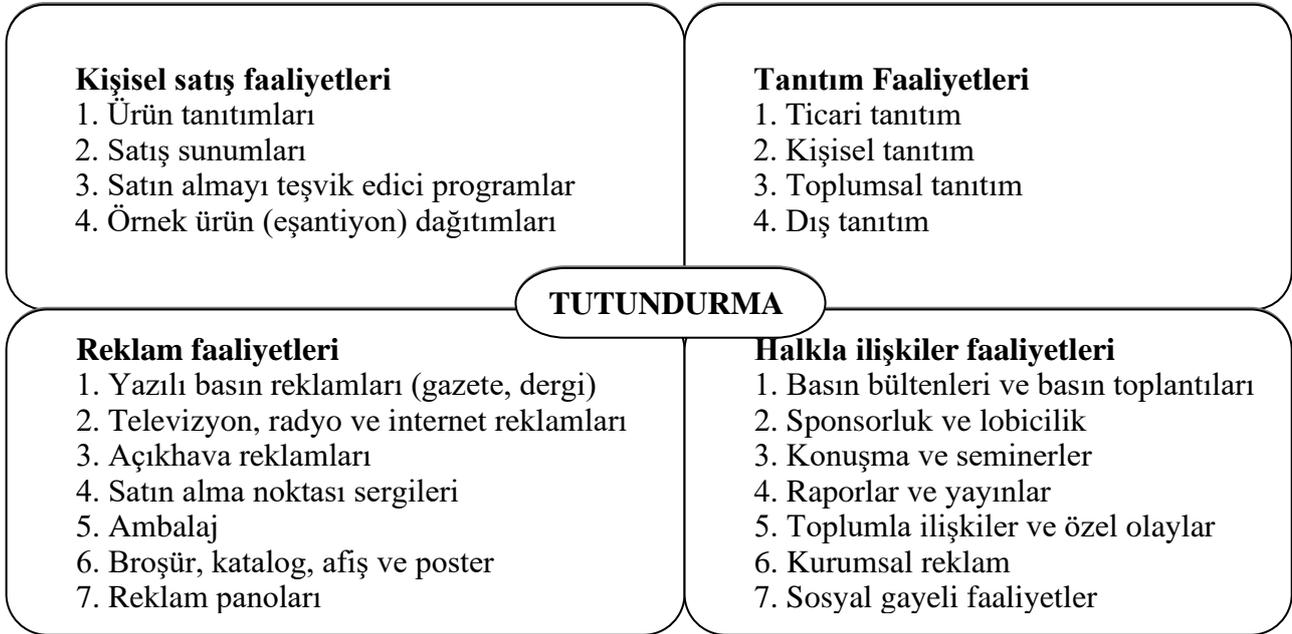 Kişisel satış faaliyetleri
1. Ürün tanıtımları
2. Satış sunumları
3. Satın almayı teşvik edici programlar
4. Örnek ürün (eşantiyon) dağıtımları
Tanıtım Faaliyetleri
1. Ticari tanıtım
2. Kişisel tanıtım
3. Toplumsal tanıtım
4. Dış tanıtım
TUTUNDURMA
Reklam faaliyetleri
1. Yazılı basın reklamları (gazete, dergi)
2. Televizyon, radyo ve internet reklamları
3. Açıkhava reklamları
4. Satın alma noktası sergileri
5. Ambalaj
6. Broşür, katalog, afiş ve poster
7. Reklam panoları
Halkla ilişkiler faaliyetleri
1. Basın bültenleri ve basın toplantıları
2. Sponsorluk ve lobicilik
3. Konuşma ve seminerler
4. Raporlar ve yayınlar
5. Toplumla ilişkiler ve özel olaylar
6. Kurumsal reklam
7. Sosyal gayeli faaliyetler